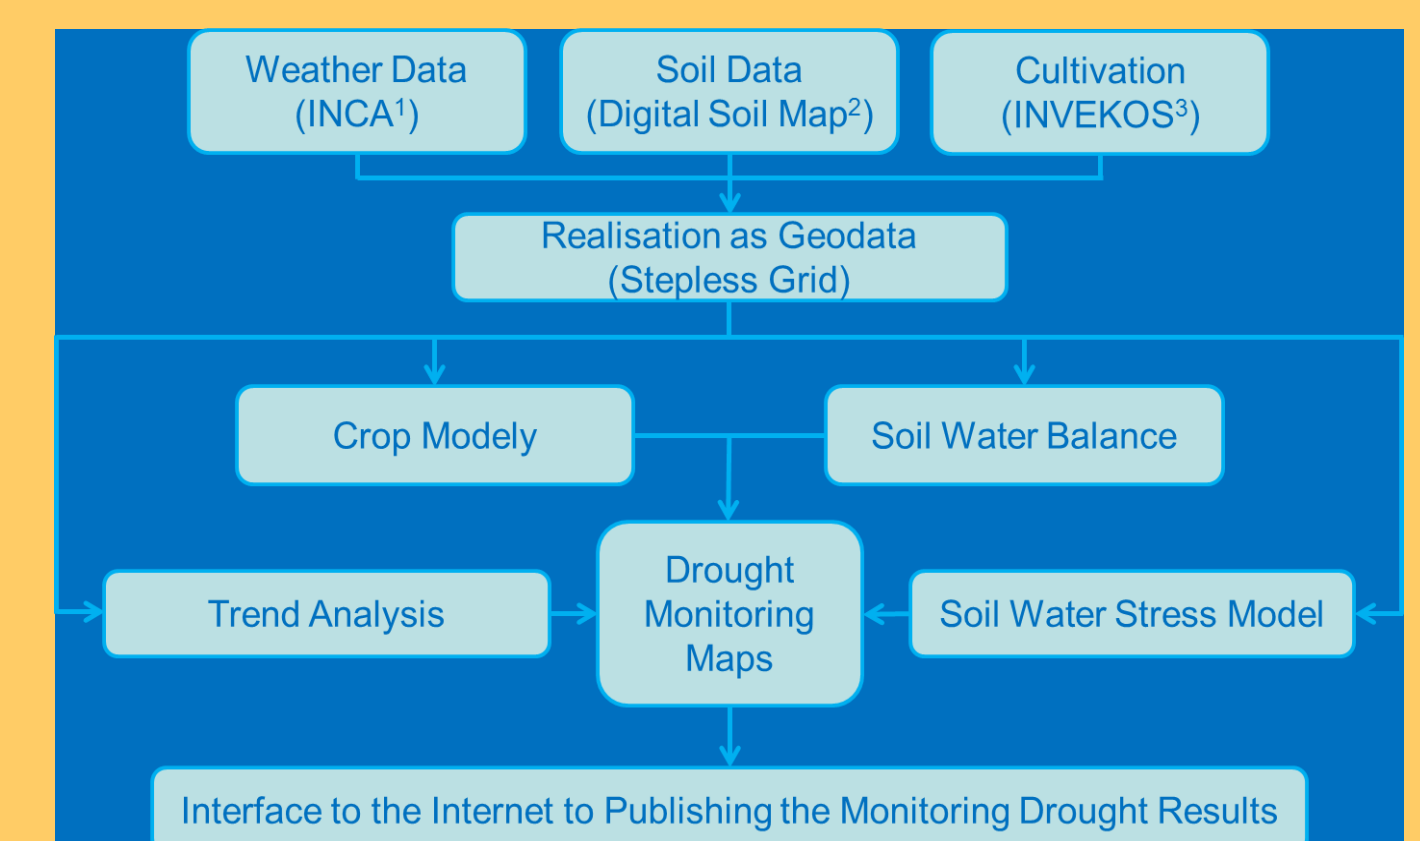 Weather Data
(INCA¹)
Soil Data
(Digital Soil Map²)
Cultivation
(INVEKOS³)
Realisation as Geodata
(Stepless Grid)
Crop Modely
Soil Water Balance
Trend Analysis
Drought
Monitoring
Maps
Soil Water Stress Model
Interface to the Internet to Publishing the Monitoring Drought Results